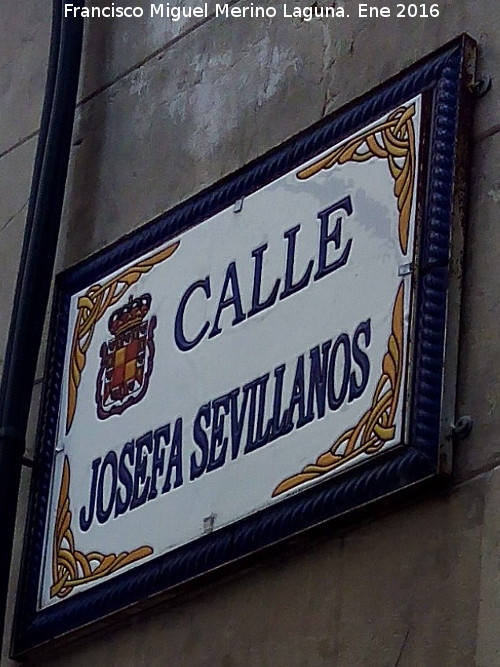 Francisco Miguel Merino Laguna. Ene 2016
CALLE
JOSEFA SEVILLANOS